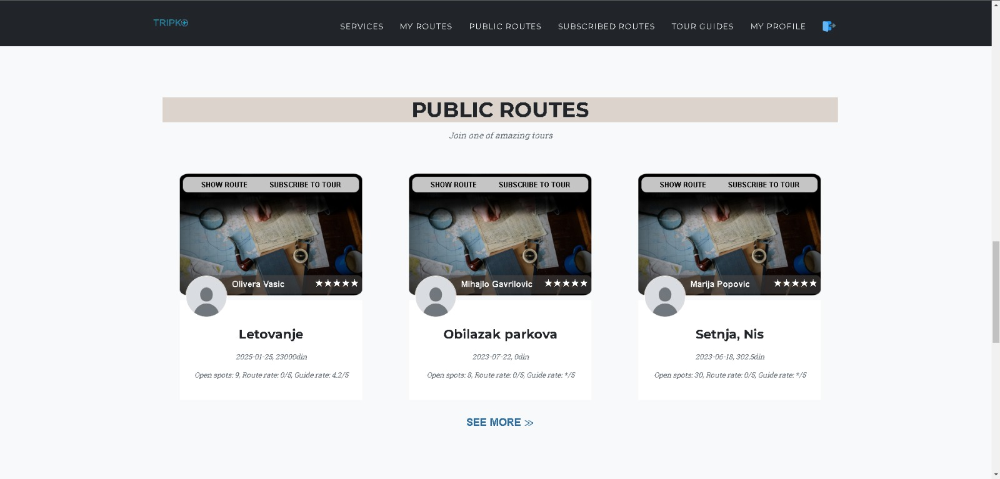 TRIPKO
SERVICES MY ROUTES PUBLIC ROUTES SUBSCRIBED ROUTES TOUR GUIDES MY PROFILE
PUBLIC ROUTES
Join one of amazing tours
SHOW ROUTE SUBSCRIBE TO TOUR
Olivera Vasic ★★★★★
Letovanje
2025-01-25, 23000din
Open spots: 9, Route rate: 0/5, Guide rate: 4.2/5
SHOW ROUTE SUBSCRIBE TO TOUR
Mihajlo Gavrilovic ★★★★★
Obilazak parkova
2023-07-22, 0din
Open spots: 8, Route rate: 0/5, Guide rate: */5
SHOW ROUTE SUBSCRIBE TO TOUR
Marija Popovic ★★★★★
Setnja, Nis
2023-06-18, 302.5din
Open spots: 30, Route rate: 0/5, Guide rate: */5
SEE MORE >>